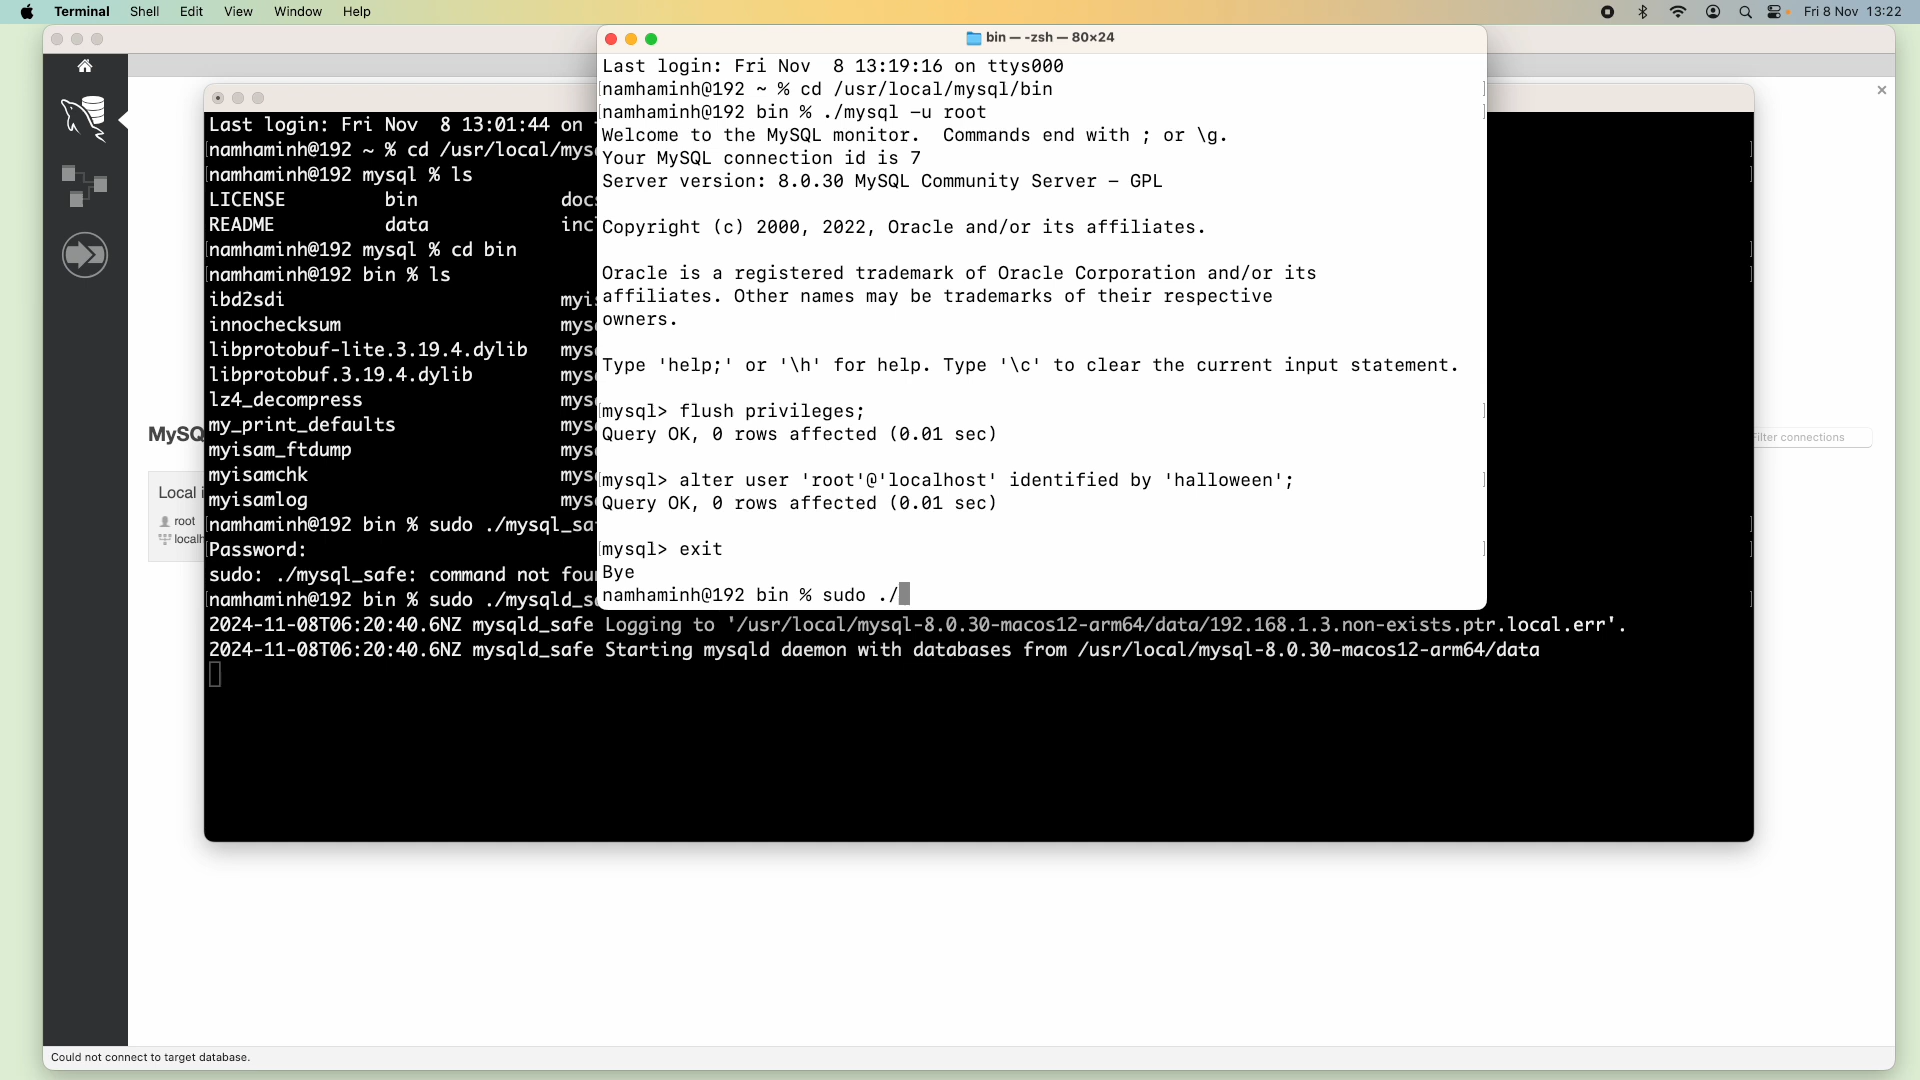 Terminal Shell Edit View Window Help
Fri 8 Nov 13:22
bin — -zsh — 80×24
Last login: Fri Nov  8 13:19:16 on ttys000
namhaminh@192 ~ % cd /usr/local/mysql/bin
namhaminh@192 bin % ./mysql -u root
Welcome to the MySQL monitor.  Commands end with ; or \g.
Your MySQL connection id is 7
Server version: 8.0.30 MySQL Community Server - GPL
Copyright (c) 2000, 2022, Oracle and/or its affiliates.
Oracle is a registered trademark of Oracle Corporation and/or its
affiliates. Other names may be trademarks of their respective
owners.
Type 'help;' or '\h' for help. Type '\c' to clear the current input statement.
mysql> flush privileges;
Query OK, 0 rows affected (0.01 sec)
mysql> alter user 'root'@'localhost' identified by 'halloween';
Query OK, 0 rows affected (0.01 sec)
mysql> exit
Bye
namhaminh@192 bin % sudo ./
Last login: Fri Nov  8 13:01:44 on
namhaminh@192 ~ % cd /usr/local/mys
namhaminh@192 mysql % ls
LICENSE bin docs
README data incl
namhaminh@192 mysql % cd bin
namhaminh@192 bin % ls
ibd2sdi myis
innochecksum mys
libprotobuf-lite.3.19.4.dylib mys
libprotobuf.3.19.4.dylib mys
lz4_decompress mys
my_print_defaults mys
myisam_ftdump mys
myisamchk mys
myisamlog mys
namhaminh@192 bin % sudo ./mysql_sa
Password:
sudo: ./mysql_safe: command not fou
namhaminh@192 bin % sudo ./mysqld_s
2024-11-08T06:20:40.6NZ mysqld_safe Logging to '/usr/local/mysql-8.0.30-macos12-arm64/data/192.168.1.3.non-exists.ptr.local.err'.
2024-11-08T06:20:40.6NZ mysqld_safe Starting mysqld daemon with databases from /usr/local/mysql-8.0.30-macos12-arm64/data
MySQ
Filter connections
Local i
root
localh
Could not connect to target database.